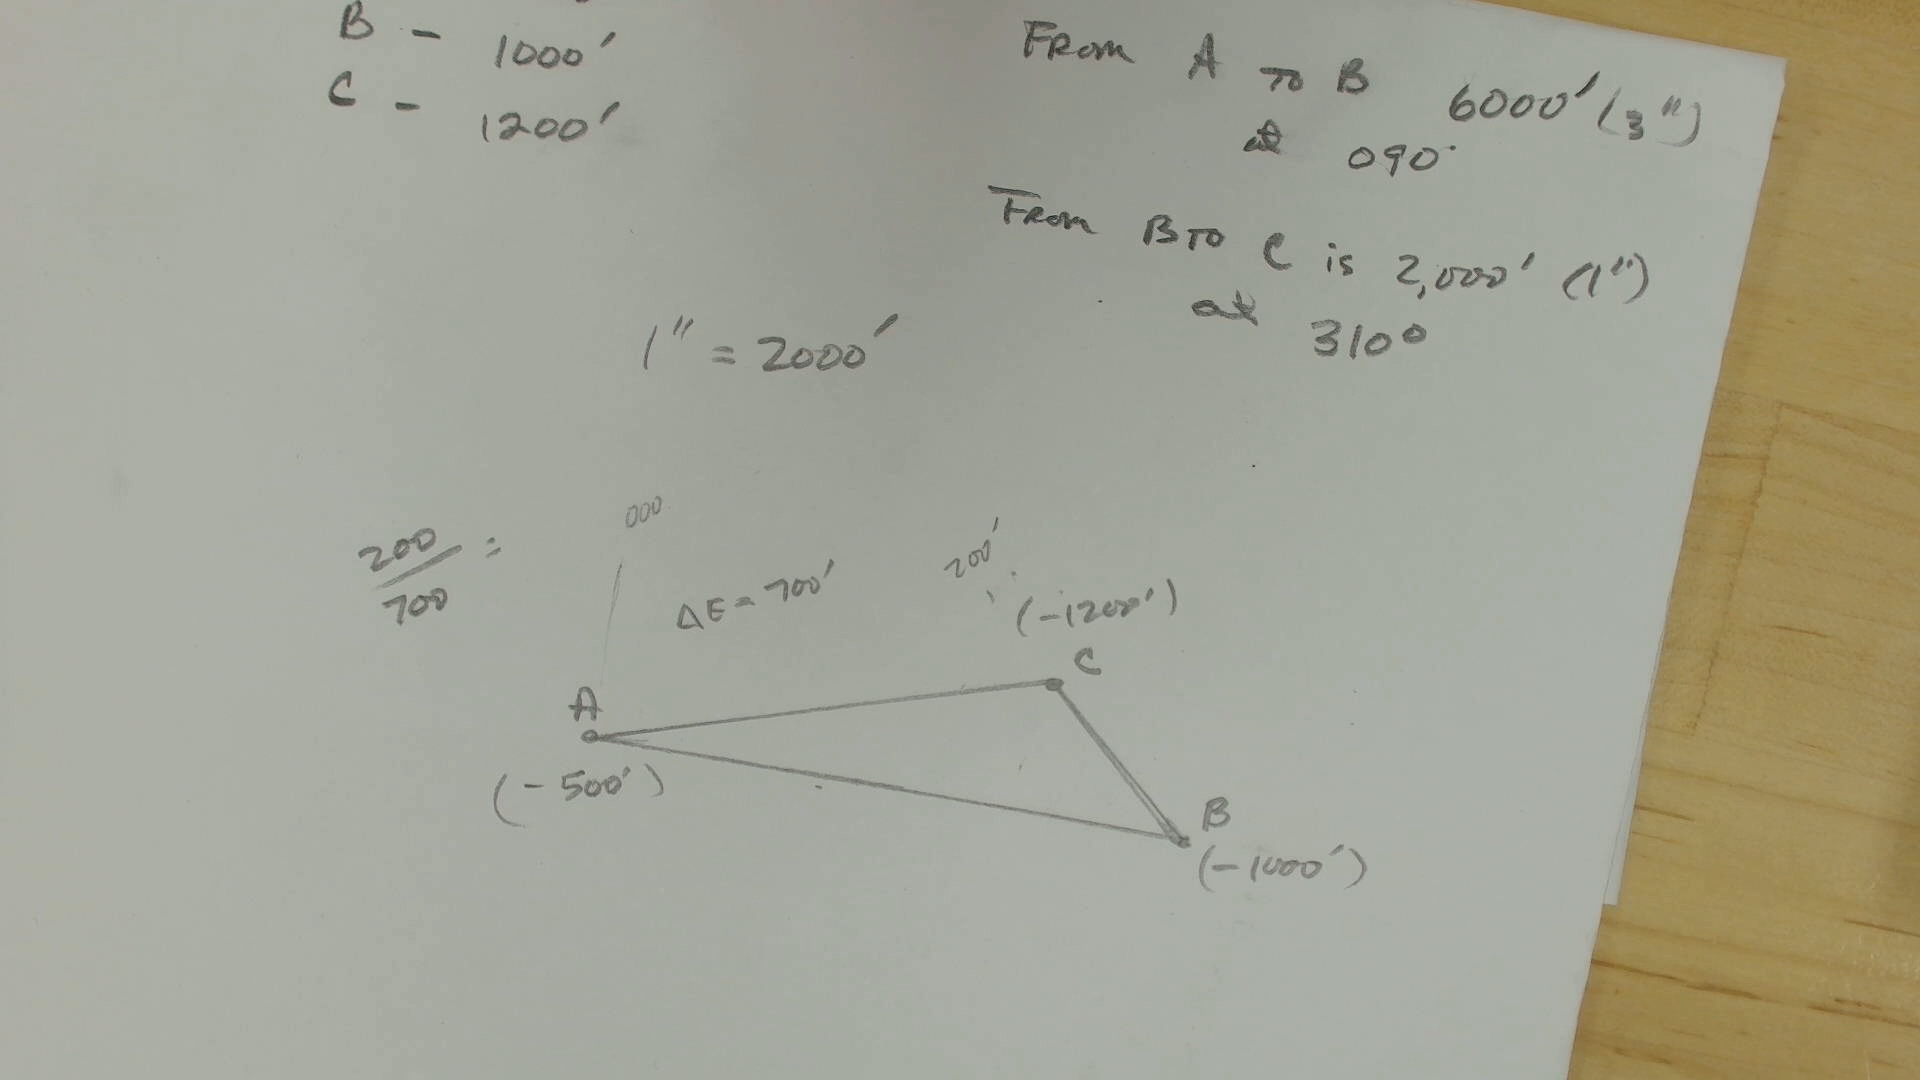 B - 1000'
C - 1200'
From A to B 6000' (3")
at 090°
From B to C is 2,000' (1")
at 310°
1" = 2000'
200/700 =
000
ΔE = 700'
200'
(-1200')
C
A
(-500')
B
(-1000')